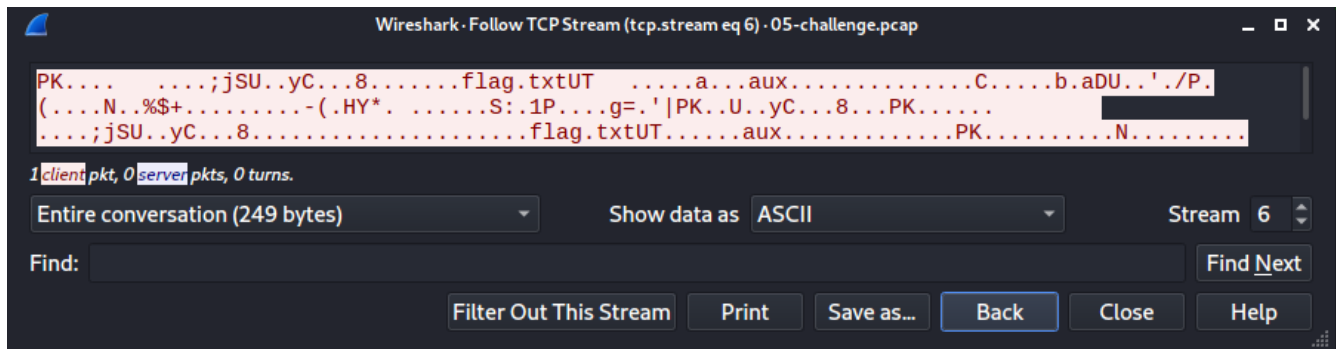 Wireshark · Follow TCP Stream (tcp.stream eq 6) · 05-challenge.pcap
PK.... ....;jSU..yC...8.......flag.txtUT .....a...aux.............C.....b.aDU..'./P.
(....N..%$+.........-(.HY*. ......S:.1P....g=.'|PK..U..yC...8...PK......
....;jSU..yC...8.....................flag.txtUT......aux.............PK..........N.........
1 client pkt, 0 server pkts, 0 turns.
Entire conversation (249 bytes) Show data as ASCII Stream 6
Find: Find Next
Filter Out This Stream Print Save as... Back Close Help